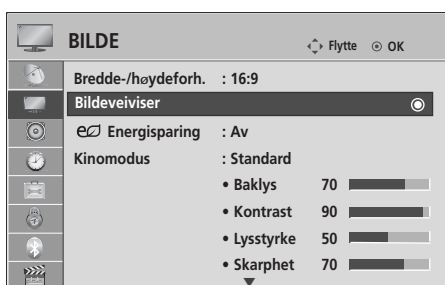 BILDE
Flytte OK
Bredde-/høydeforh. : 16:9
Bildeveiviser
Energisparing : Av
Kinomodus : Standard
• Baklys 70
• Kontrast 90
• Lysstyrke 50
• Skarphet 70